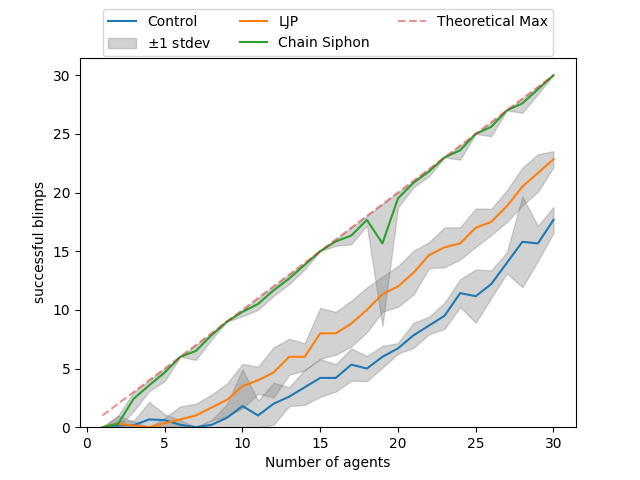 Control LJP Theoretical Max
±1 stdev Chain Siphon
30
25
20
15
10
5
0
successful blimps
0 5 10 15 20 25 30
Number of agents